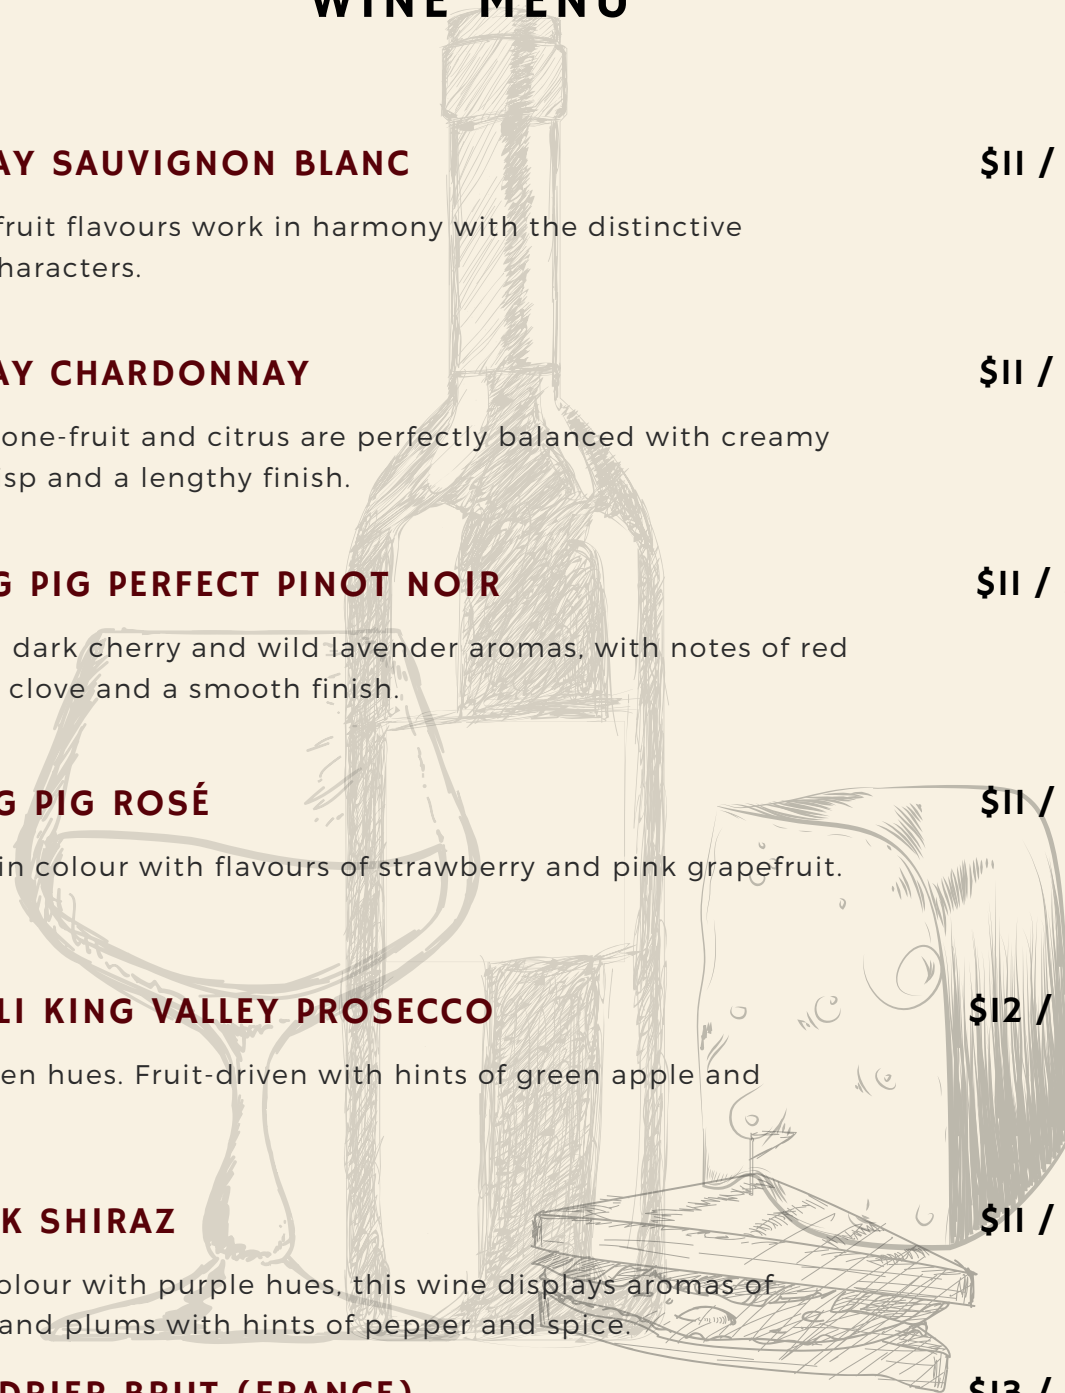 WINE MENU
AY SAUVIGNON BLANC $11 /
fruit flavours work in harmony with the distinctive
haracters.
AY CHARDONNAY $11 /
one-fruit and citrus are perfectly balanced with creamy
isp and a lengthy finish.
G PIG PERFECT PINOT NOIR $11 /
dark cherry and wild lavender aromas, with notes of red
clove and a smooth finish.
G PIG ROSÉ $11 /
in colour with flavours of strawberry and pink grapefruit.
LI KING VALLEY PROSECCO $12 /
en hues. Fruit-driven with hints of green apple and
K SHIRAZ $11 /
olour with purple hues, this wine displays aromas of
and plums with hints of pepper and spice.
DRIER BRUT (FRANCE) $13 /